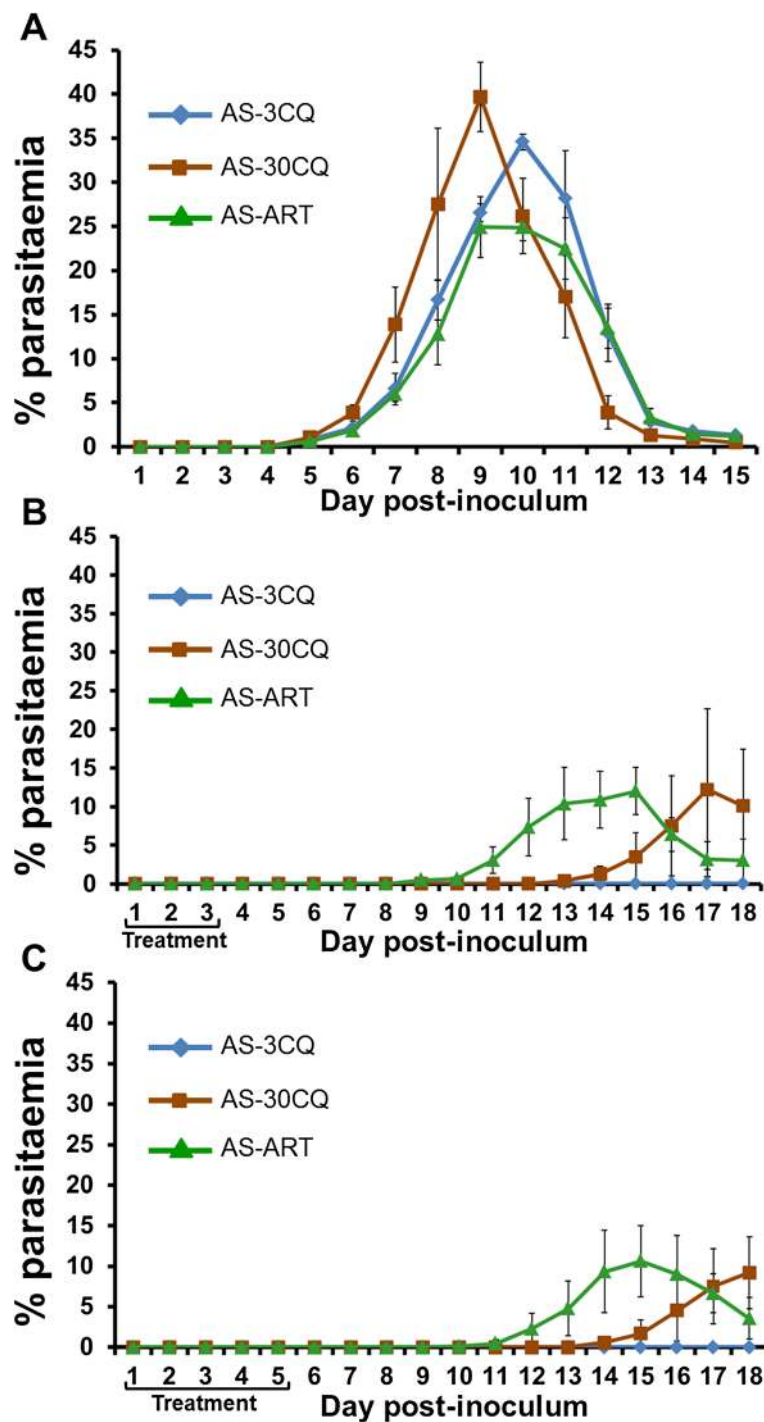 A
45
40
35
30
25
20
15
10
5
0
% parasitaemia
AS-3CQ
AS-30CQ
AS-ART
1 2 3 4 5 6 7 8 9 10 11 12 13 14 15
Day post-inoculum
B
45
40
35
30
25
20
15
10
5
0
% parasitaemia
AS-3CQ
AS-30CQ
AS-ART
1 2 3 4 5 6 7 8 9 10 11 12 13 14 15 16 17 18
Treatment
Day post-inoculum
C
45
40
35
30
25
20
15
10
5
0
% parasitaemia
AS-3CQ
AS-30CQ
AS-ART
1 2 3 4 5 6 7 8 9 10 11 12 13 14 15 16 17 18
Treatment
Day post-inoculum